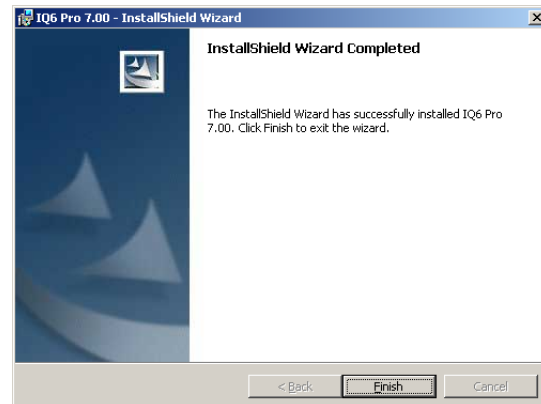 IQ6 Pro 7.00 - InstallShield Wizard
InstallShield Wizard Completed
The InstallShield Wizard has successfully installed IQ6 Pro
7.00. Click Finish to exit the wizard.
< Back
Finish
Cancel